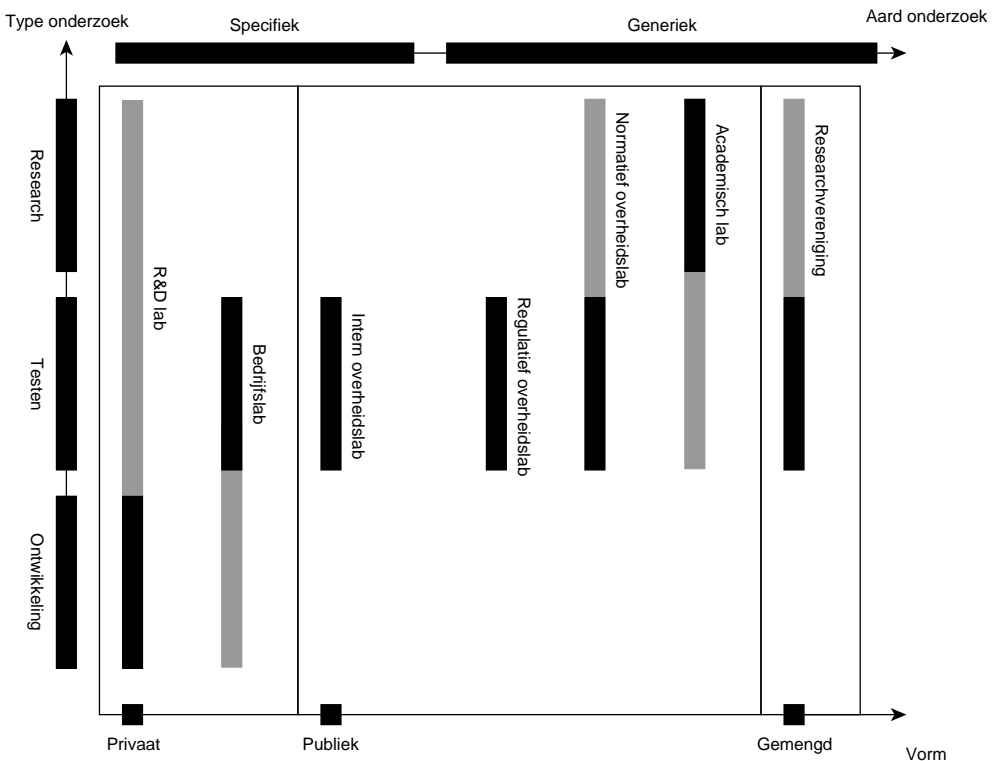 Type onderzoek
Specifiek
Generiek
Aard onderzoek
Research
Testen
Ontwikkeling
R&D lab
Bedrijfslab
Intern overheidslab
Regulatief overheidslab
Normatief overheidslab
Academisch lab
Researchvereniging
Privaat
Publiek
Gemengd
Vorm